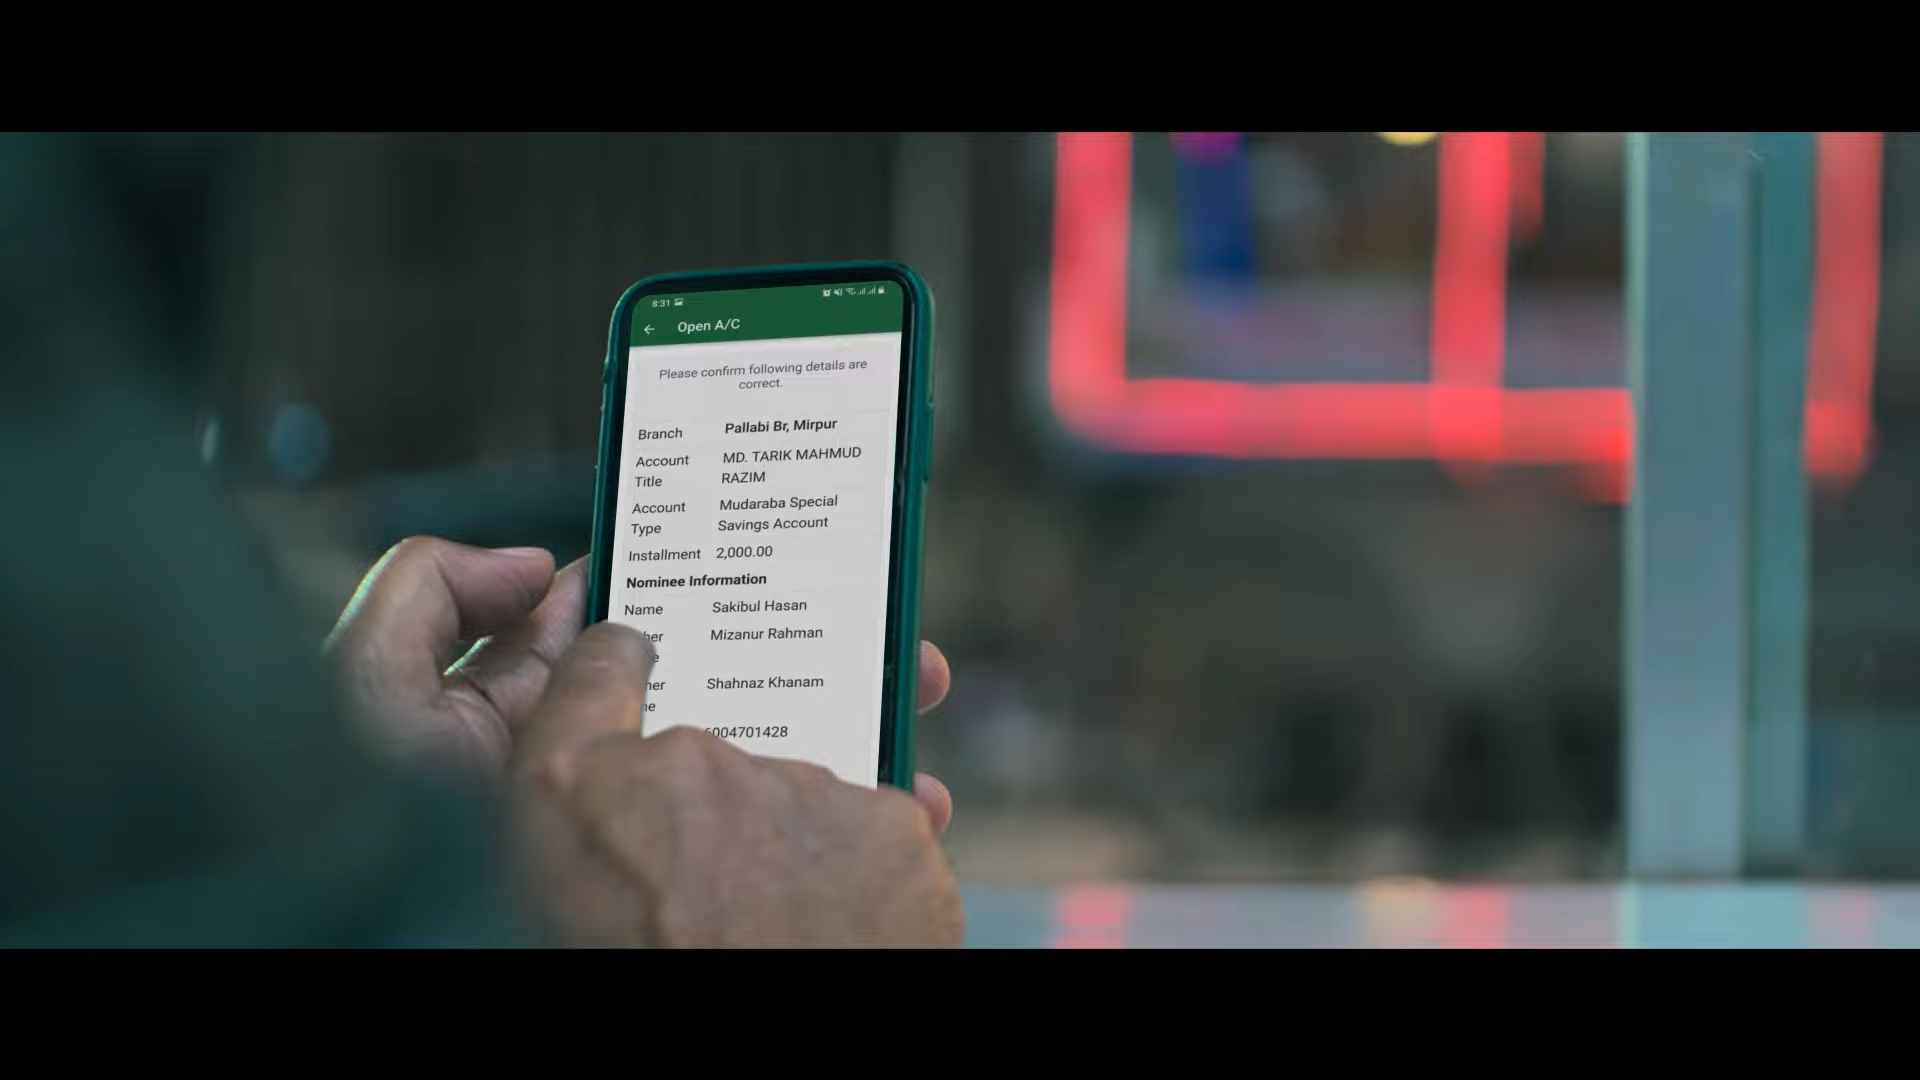 8:31
Open A/C
Please confirm following details are
correct.
Branch Pallabi Br, Mirpur
Account MD. TARIK MAHMUD
Title RAZIM
Account Mudaraba Special
Type Savings Account
Installment 2,000.00
Nominee Information
Name Sakibul Hasan
Mizanur Rahman
Shahnaz Khanam
6004701428